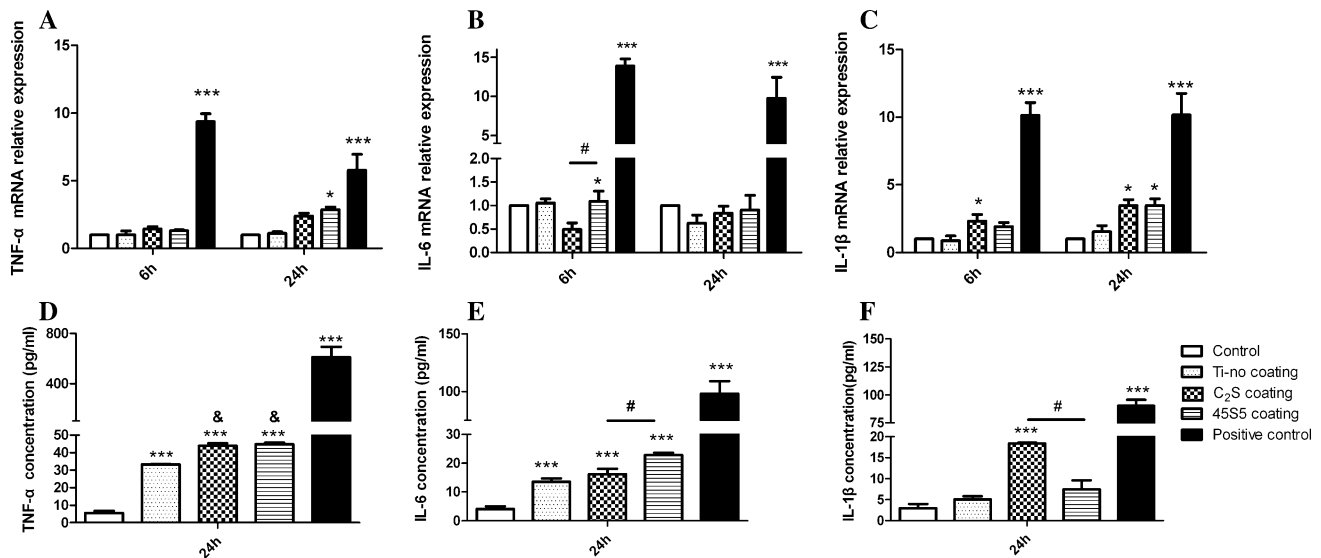 A
TNF-α mRNA relative expression
15
10
5
0
***
*
***
6h
24h
B
IL-6 mRNA relative expression
15
10
5
2.0
1.5
1.0
0.5
0.0
#
*
***
***
6h
24h
C
IL-1β mRNA relative expression
15
10
5
0
*
***
*
*
***
6h
24h
D
TNF-α concentration (pg/ml)
800
400
50
40
30
20
10
0
***
&
***
&
***
***
24h
E
IL-6 concentration (pg/ml)
150
100
30
20
10
0
***
***
#
***
***
24h
F
IL-1β concentration(pg/ml)
150
125
100
75
20
15
10
5
0
***
#
***
24h
Control
Ti-no coating
C₂S coating
45S5 coating
Positive control